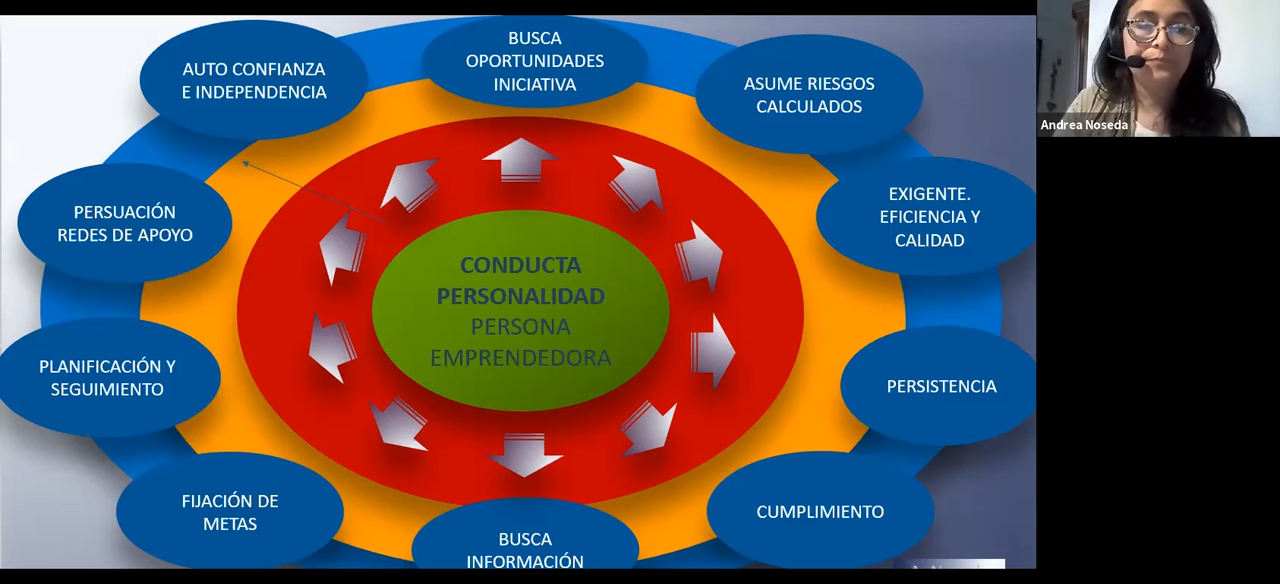 BUSCA
OPORTUNIDADES
INICIATIVA
AUTO CONFIANZA
E INDEPENDENCIA
ASUME RIESGOS
CALCULADOS
Andrea Noseda
EXIGENTE.
EFICIENCIA Y
CALIDAD
PERSUACIÓN
REDES DE APOYO
CONDUCTA
PERSONALIDAD
PERSONA
EMPRENDEDORA
PLANIFICACIÓN Y
SEGUIMIENTO
PERSISTENCIA
FIJACIÓN DE
METAS
CUMPLIMIENTO
BUSCA
INFORMACIÓN